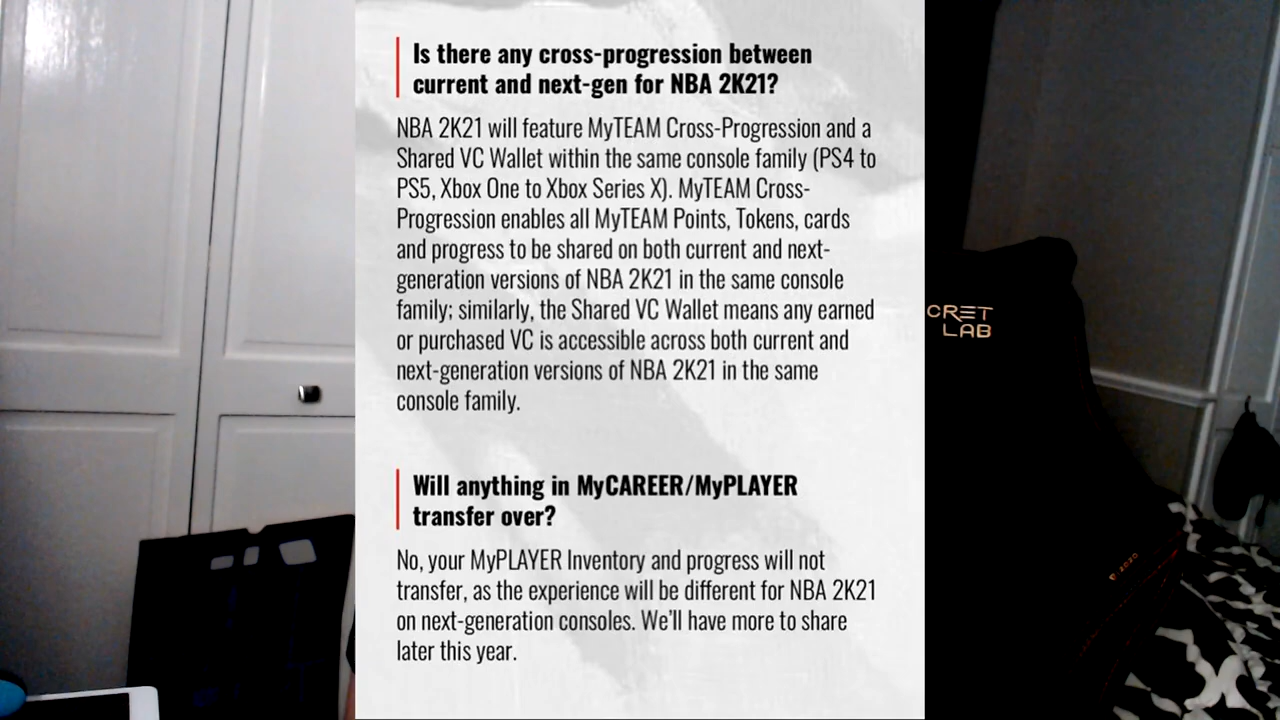 Is there any cross-progression between
current and next-gen for NBA 2K21?
NBA 2K21 will feature MyTEAM Cross-Progression and a
Shared VC Wallet within the same console family (PS4 to
PS5, Xbox One to Xbox Series X). MyTEAM Cross-
Progression enables all MyTEAM Points, Tokens, cards
and progress to be shared on both current and next-
generation versions of NBA 2K21 in the same console
family; similarly, the Shared VC Wallet means any earned
or purchased VC is accessible across both current and
next-generation versions of NBA 2K21 in the same
console family.
Will anything in MyCAREER/MyPLAYER
transfer over?
No, your MyPLAYER Inventory and progress will not
transfer, as the experience will be different for NBA 2K21
on next-generation consoles. We'll have more to share
later this year.
CRET
LAB
2020